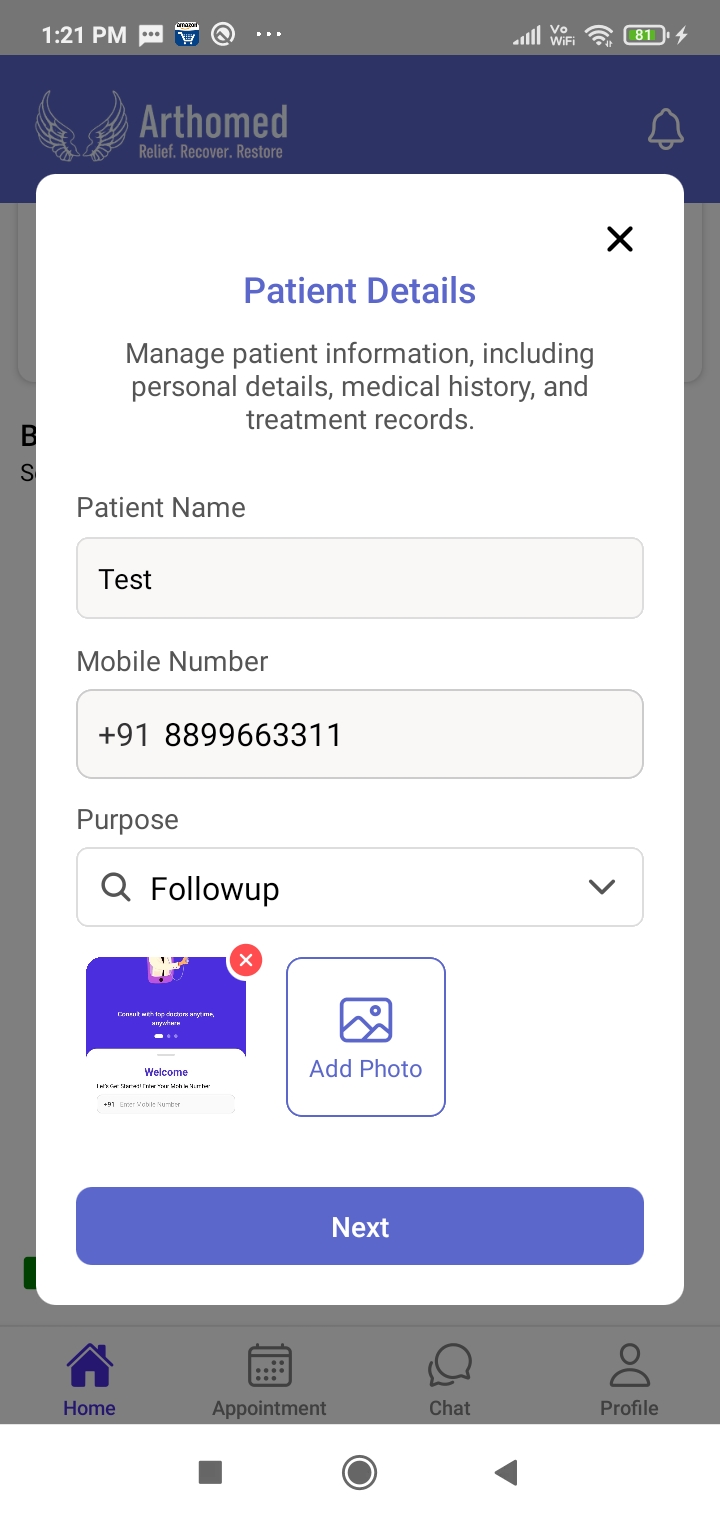 1:21 PM
amazon
Vo
WiFi
81
Arthomed
Relief. Recover. Restore
Patient Details
Manage patient information, including
personal details, medical history, and
treatment records.
B
S
Patient Name
Test
Mobile Number
+91 8899663311
Purpose
Followup
Consult with top doctors anytime,
anywhere
Welcome
Let's Get Started! Enter Your Mobile Number
+91 Enter Mobile Number
Add Photo
Next
Home
Appointment
Chat
Profile